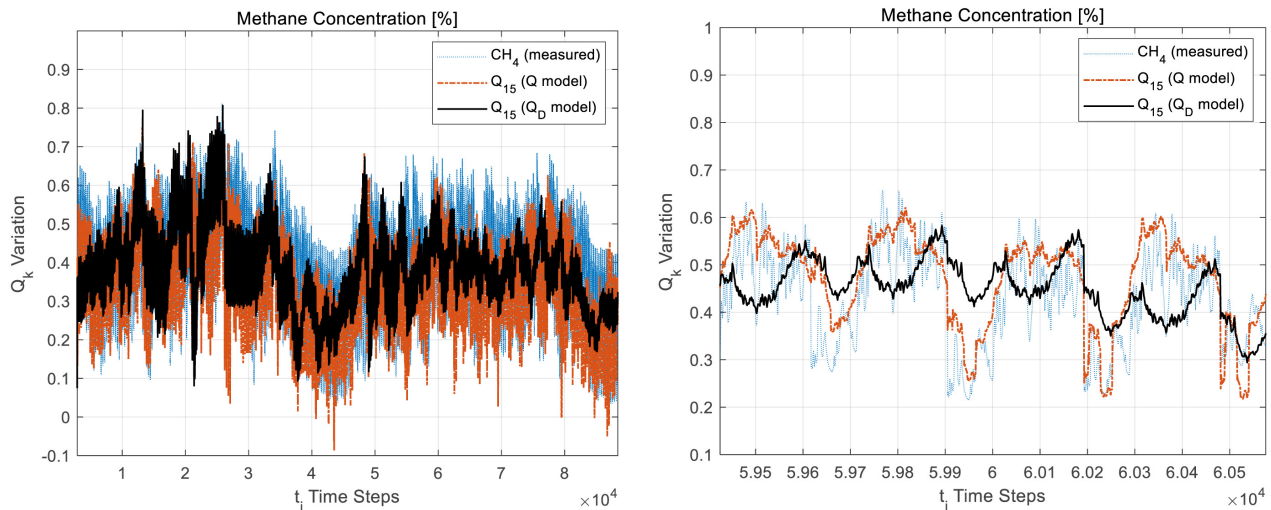 Methane Concentration [%]
CH4 (measured)
Q15 (Q model)
Q15 (QD model)
Qk Variation
0.9
0.8
0.7
0.6
0.5
0.4
0.3
0.2
0.1
0
-0.1
1 2 3 4 5 6 7 8
×10^4
ti Time Steps
Methane Concentration [%]
CH4 (measured)
Q15 (Q model)
Q15 (QD model)
Qk Variation
1
0.9
0.8
0.7
0.6
0.5
0.4
0.3
0.2
0.1
5.95 5.96 5.97 5.98 5.99 6 6.01 6.02 6.03 6.04 6.05
×10^4
ti Time Steps